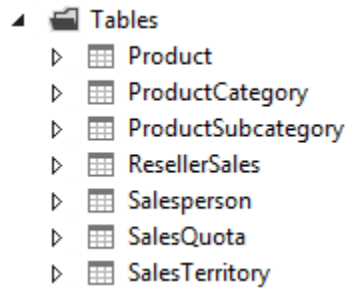 Tables
Product
ProductCategory
ProductSubcategory
ResellerSales
Salesperson
SalesQuota
SalesTerritory